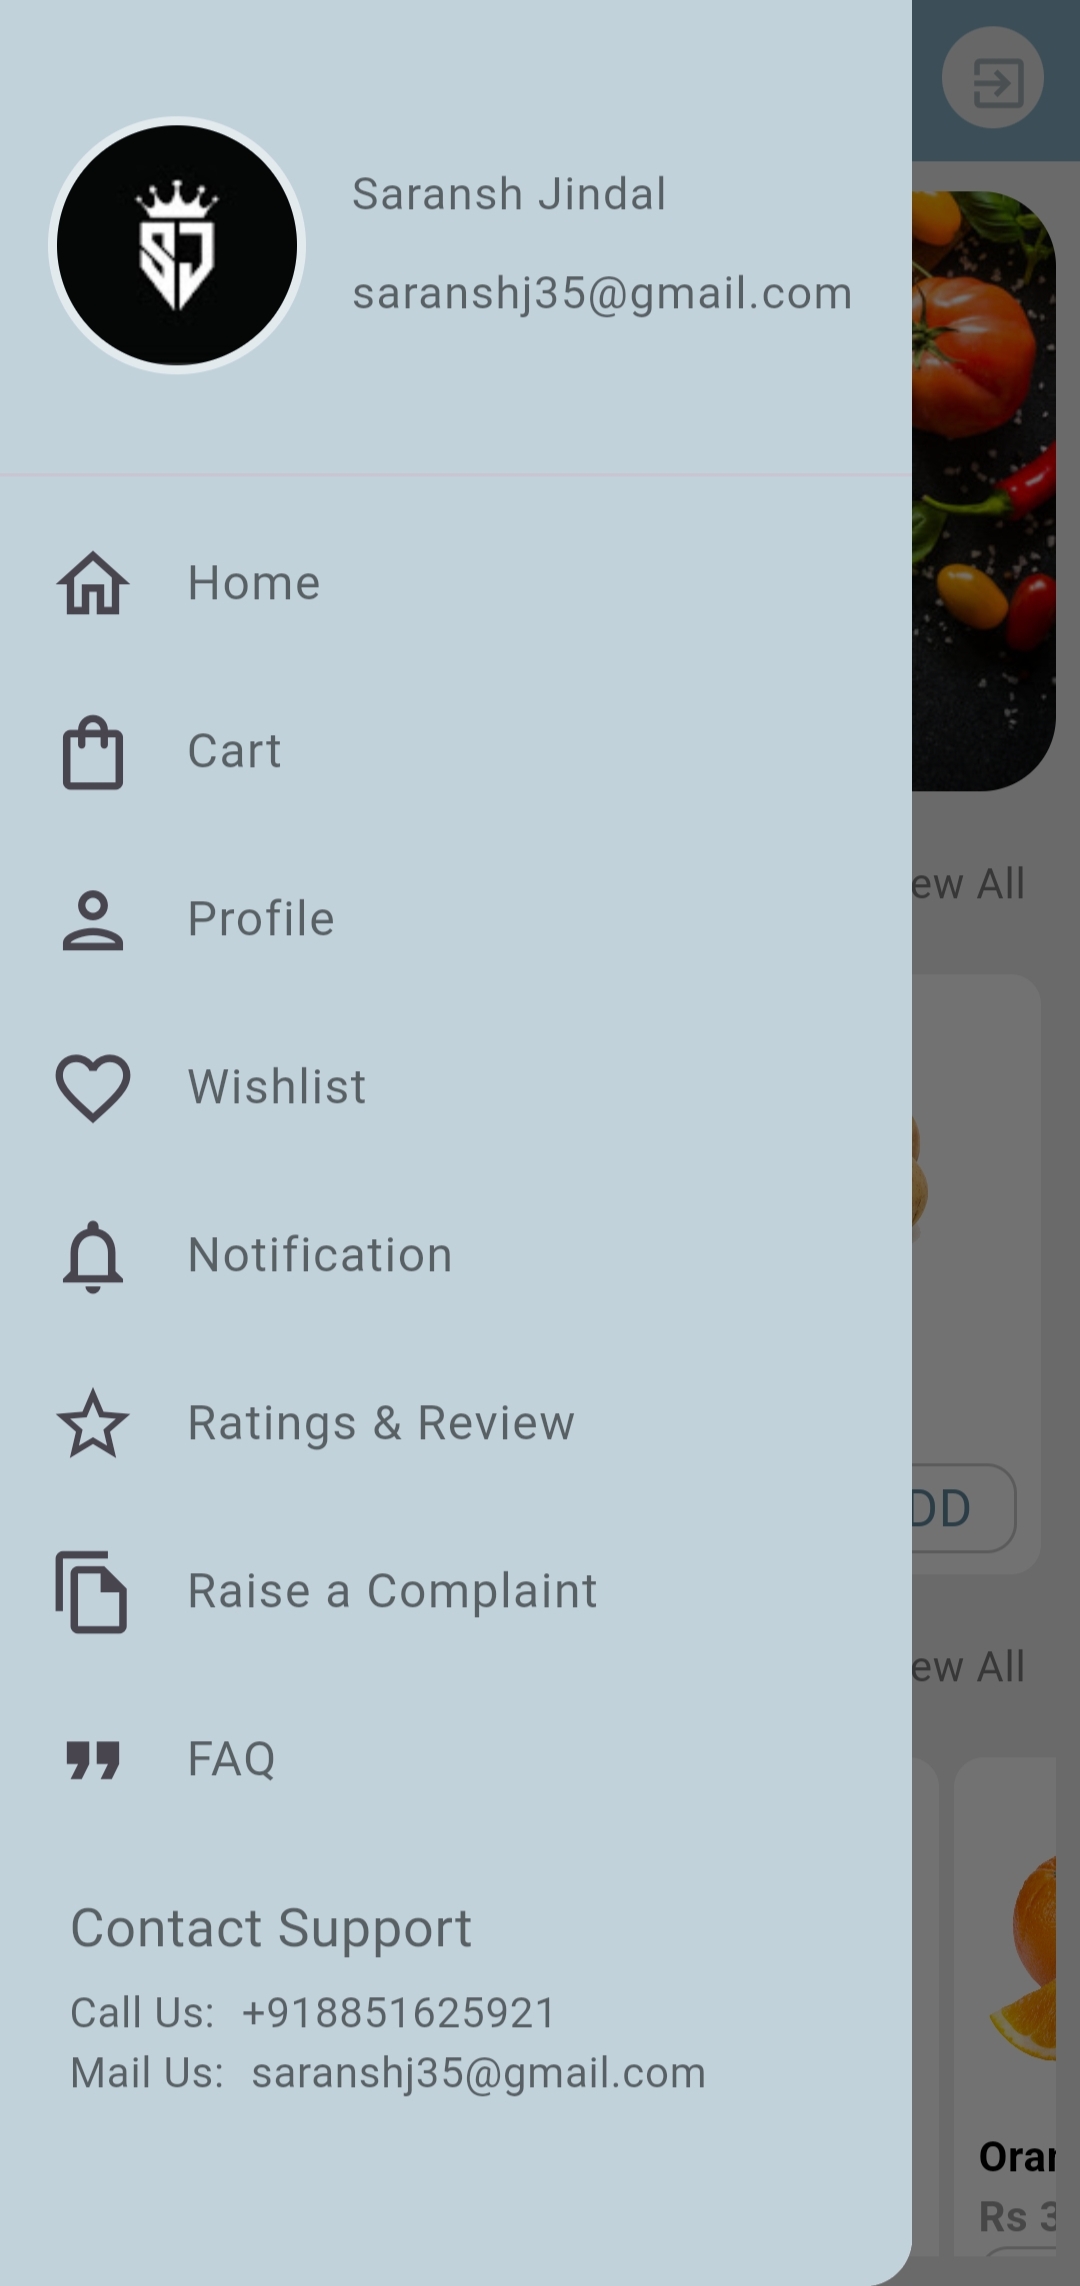 SJ
Saransh Jindal
saranshj35@gmail.com
Home
Cart
Profile
Wishlist
Notification
Ratings & Review
Raise a Complaint
FAQ
Contact Support
Call Us: +918851625921
Mail Us: saranshj35@gmail.com
ew All
DD
ew All
Oran
Rs 3